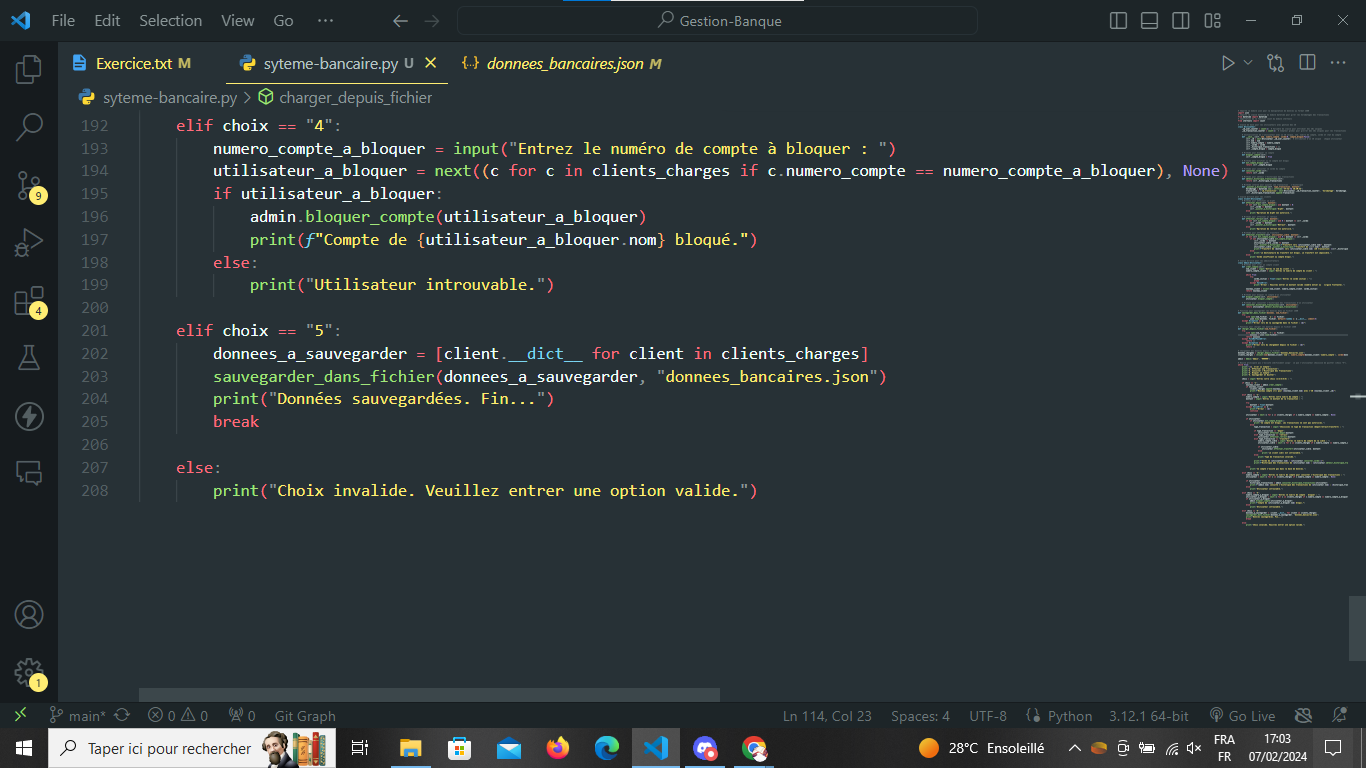 File Edit Selection View Go ··· Gestion-Banque
Exercice.txt M syteme-bancaire.py U donnees_bancaires.json M
syteme-bancaire.py > charger_depuis_fichier
192 elif choix == "4":
193 numero_compte_a_bloquer = input("Entrez le numéro de compte à bloquer : ")
194 utilisateur_a_bloquer = next((c for c in clients_charges if c.numero_compte == numero_compte_a_bloquer), None)
195 if utilisateur_a_bloquer:
196 admin.bloquer_compte(utilisateur_a_bloquer)
197 print(f"Compte de {utilisateur_a_bloquer.nom} bloqué.")
198 else:
199 print("Utilisateur introuvable.")
200
201 elif choix == "5":
202 donnees_a_sauvegarder = [client.__dict__ for client in clients_charges]
203 sauvegarder_dans_fichier(donnees_a_sauvegarder, "donnees_bancaires.json")
204 print("Données sauvegardées. Fin...")
205 break
206
207 else:
208 print("Choix invalide. Veuillez entrer une option valide.")
9
4
1
main* 0 0 0 Git Graph Ln 114, Col 23 Spaces: 4 UTF-8 Python 3.12.1 64-bit Go Live
Taper ici pour rechercher 28°C Ensoleillé FRA 17:03
FR 07/02/2024